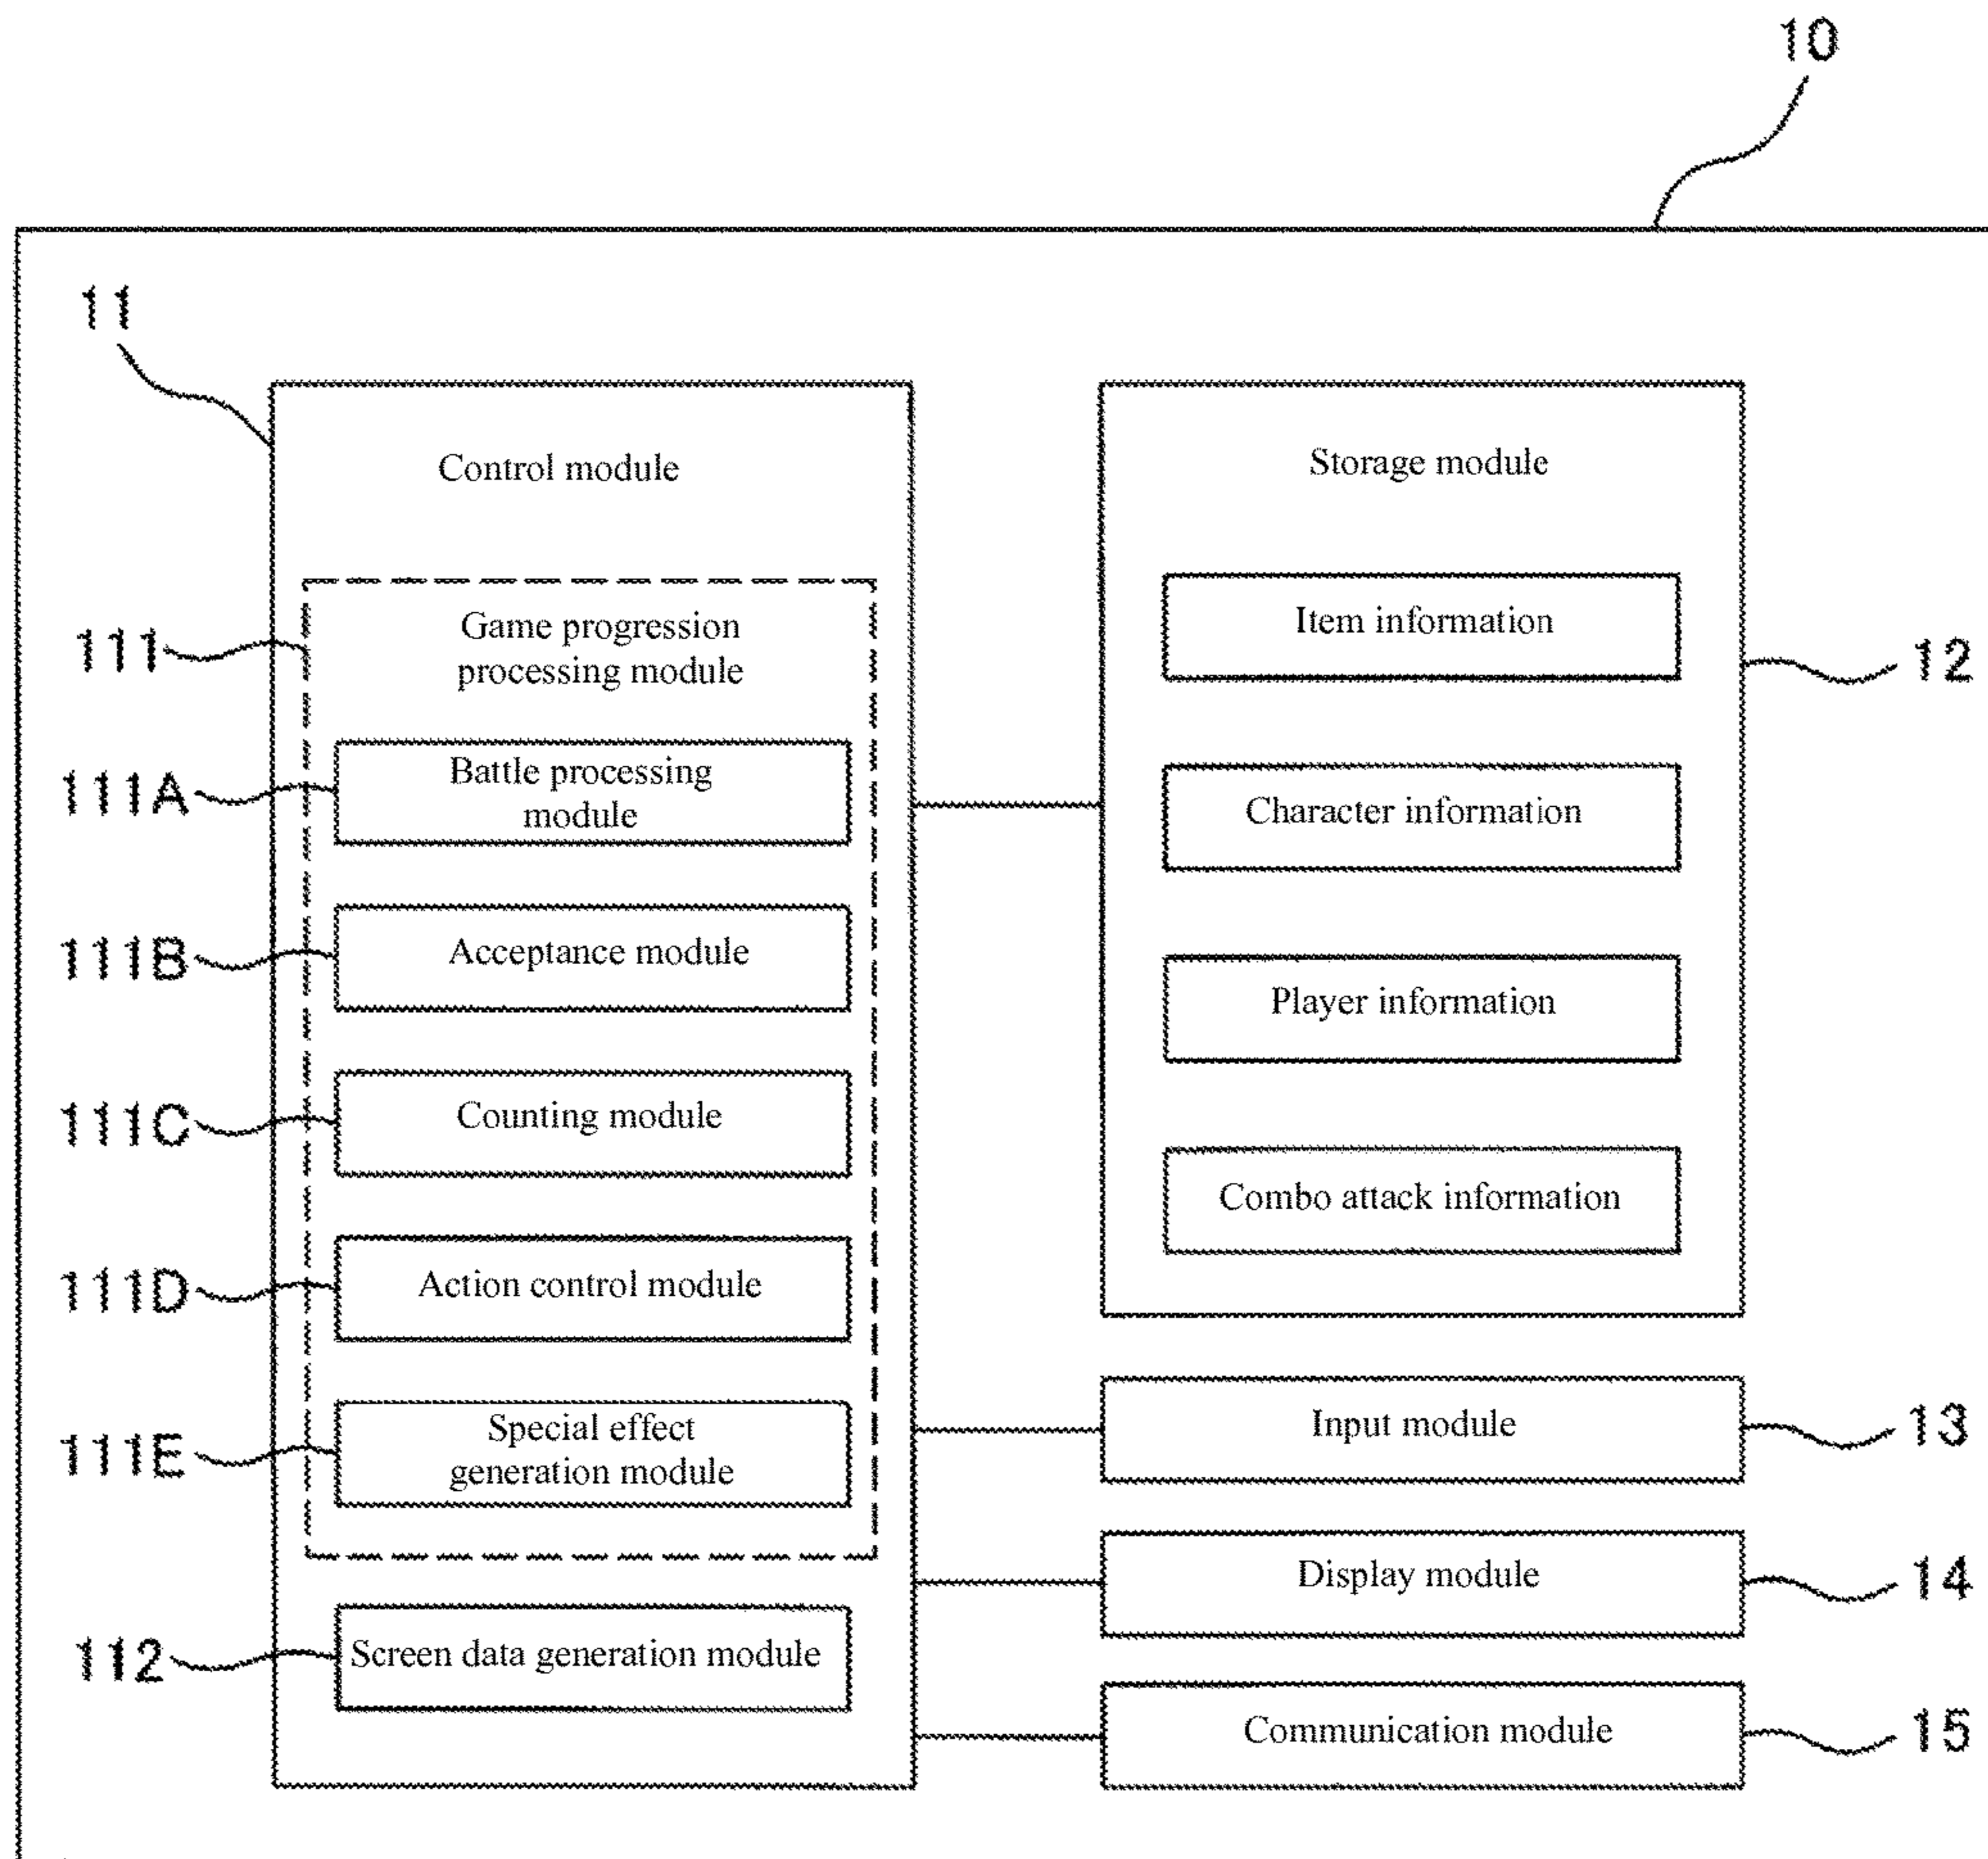 10
11
Control module
Storage module
111
Game progression
processing module
Item information
12
111A
Battle processing
module
Character information
111B
Acceptance module
Player information
111C
Counting module
Combo attack information
111D
Action control module
111E
Special effect
generation module
Input module
13
Display module
14
112
Screen data generation module
Communication module
15